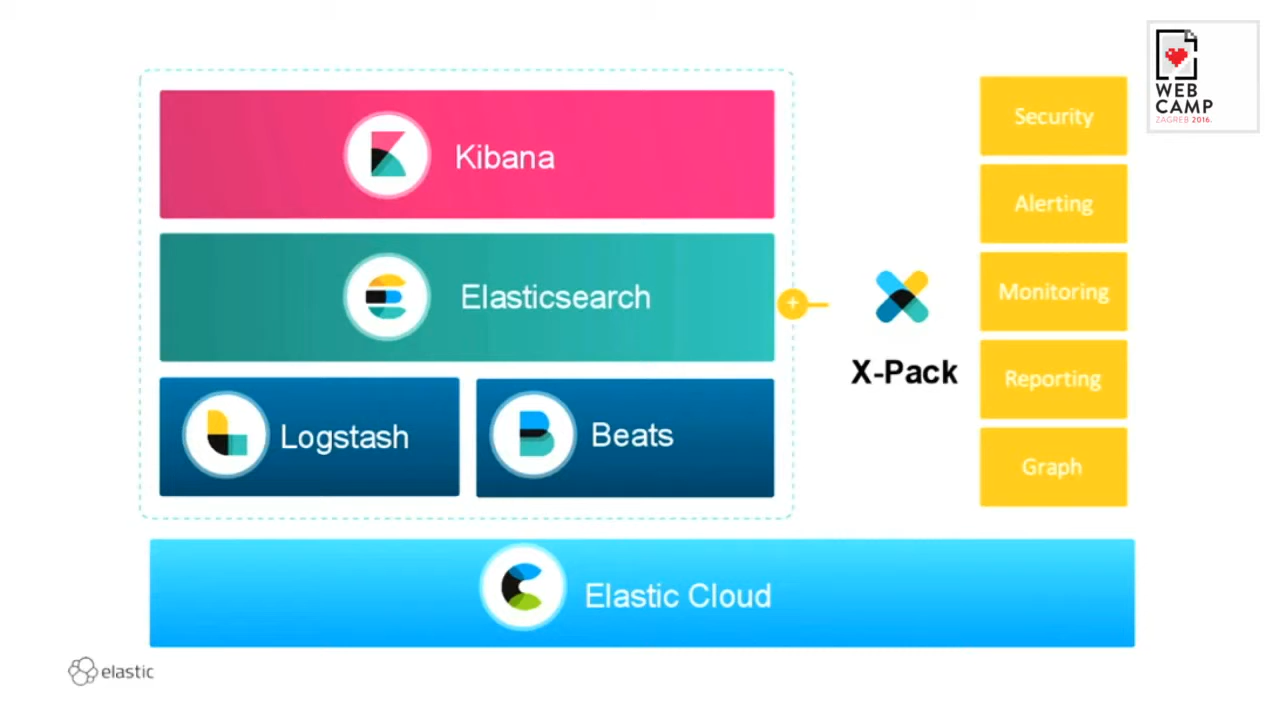 WEB
CAMP
ZAGREB 2016.
Kibana
Elasticsearch
Logstash
Beats
X-Pack
Security
Alerting
Monitoring
Reporting
Graph
Elastic Cloud
elastic